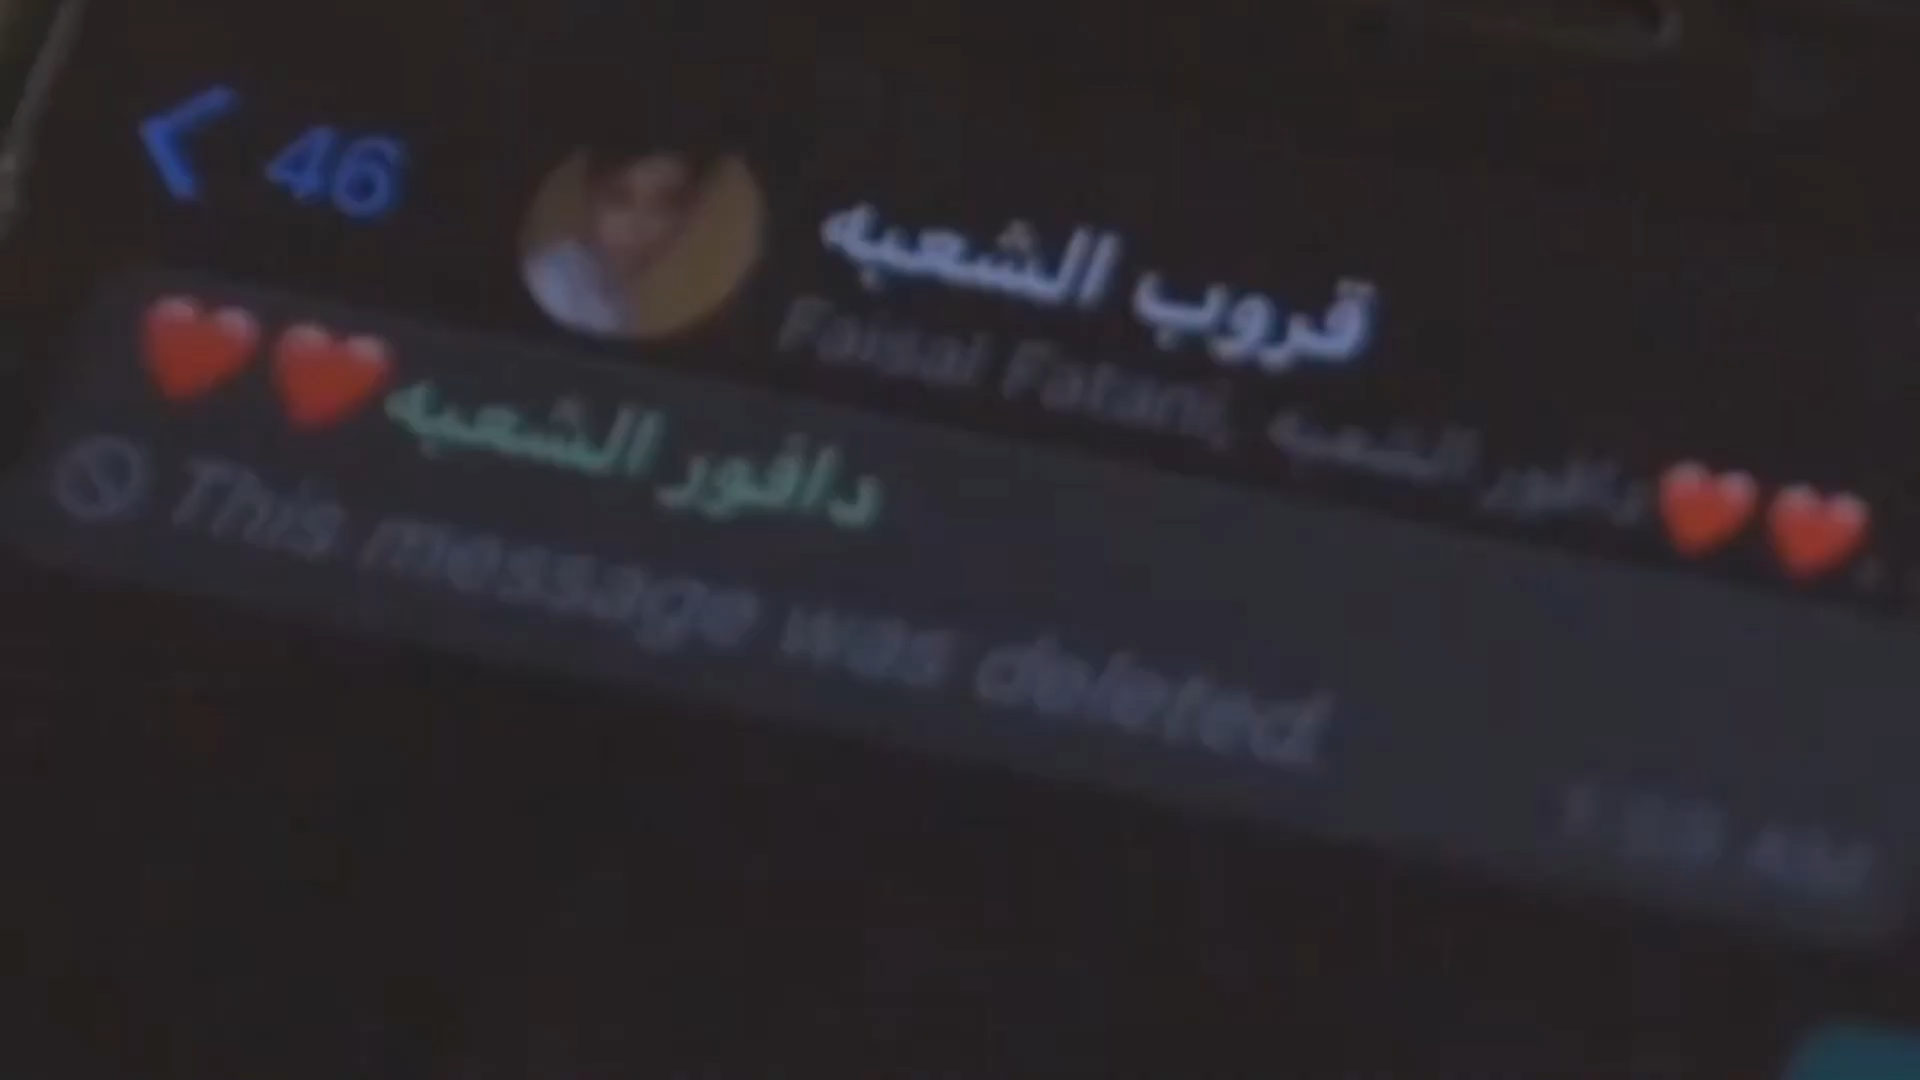 46
قروب الشعبه
Faisal Fatani, دافور الشعبه❤️❤️
دافور الشعبه❤️❤️
This message was deleted.